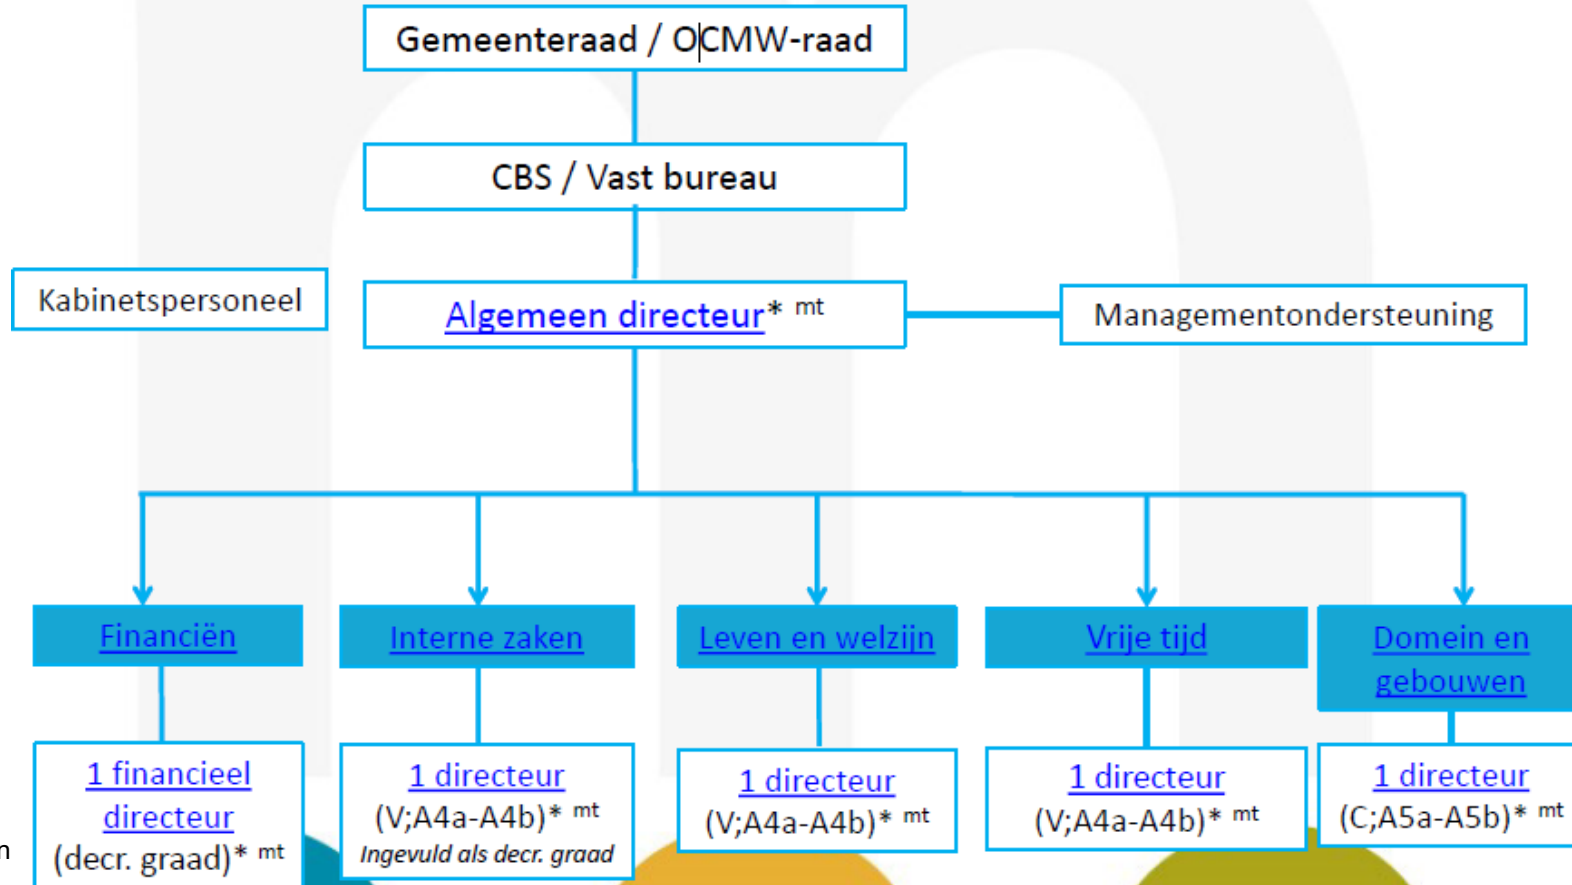 Gemeenteraad / OCMW-raad
CBS / Vast bureau
Kabinetspersoneel
Algemeen directeur* mt
Managementondersteuning
Financiën
Interne zaken
Leven en welzijn
Vrije tijd
Domein en
gebouwen
1 financieel
directeur
(decr. graad)* mt
1 directeur
(V;A4a-A4b)* mt
Ingevuld als decr. graad
1 directeur
(V;A4a-A4b)* mt
1 directeur
(V;A4a-A4b)* mt
1 directeur
(C;A5a-A5b)* mt
n